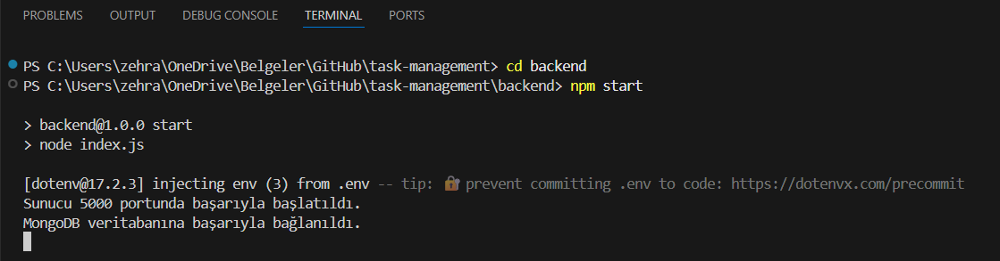 PROBLEMS OUTPUT DEBUG CONSOLE TERMINAL PORTS
PS C:\Users\zehra\OneDrive\Belgeler\GitHub\task-management> cd backend
PS C:\Users\zehra\OneDrive\Belgeler\GitHub\task-management\backend> npm start
> backend@1.0.0 start
> node index.js
[dotenv@17.2.3] injecting env (3) from .env -- tip: 🔐 prevent committing .env to code: https://dotenvx.com/precommit
Sunucu 5000 portunda başarıyla başlatıldı.
MongoDB veritabanına başarıyla bağlanıldı.